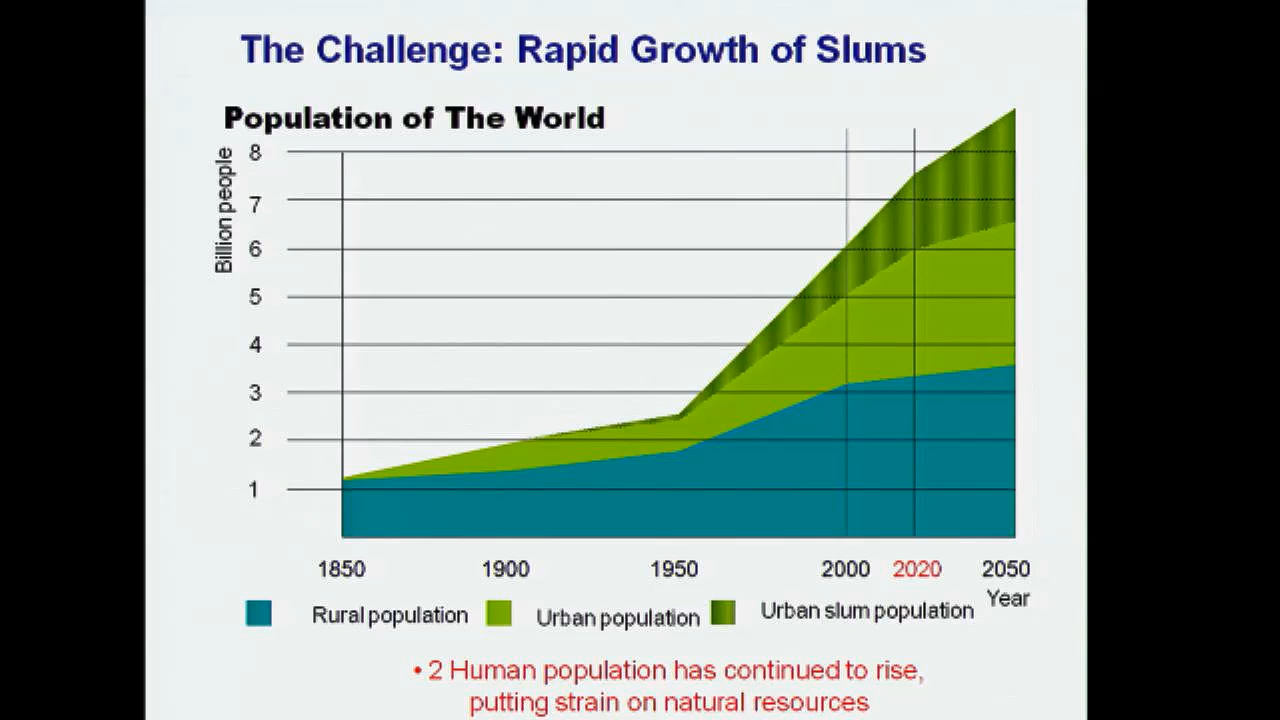 The Challenge: Rapid Growth of Slums
Population of The World
Billion people
8
7
6
5
4
3
2
1
1850 1900 1950 2000 2020 2050
Year
Rural population Urban population Urban slum population
• 2 Human population has continued to rise,
putting strain on natural resources